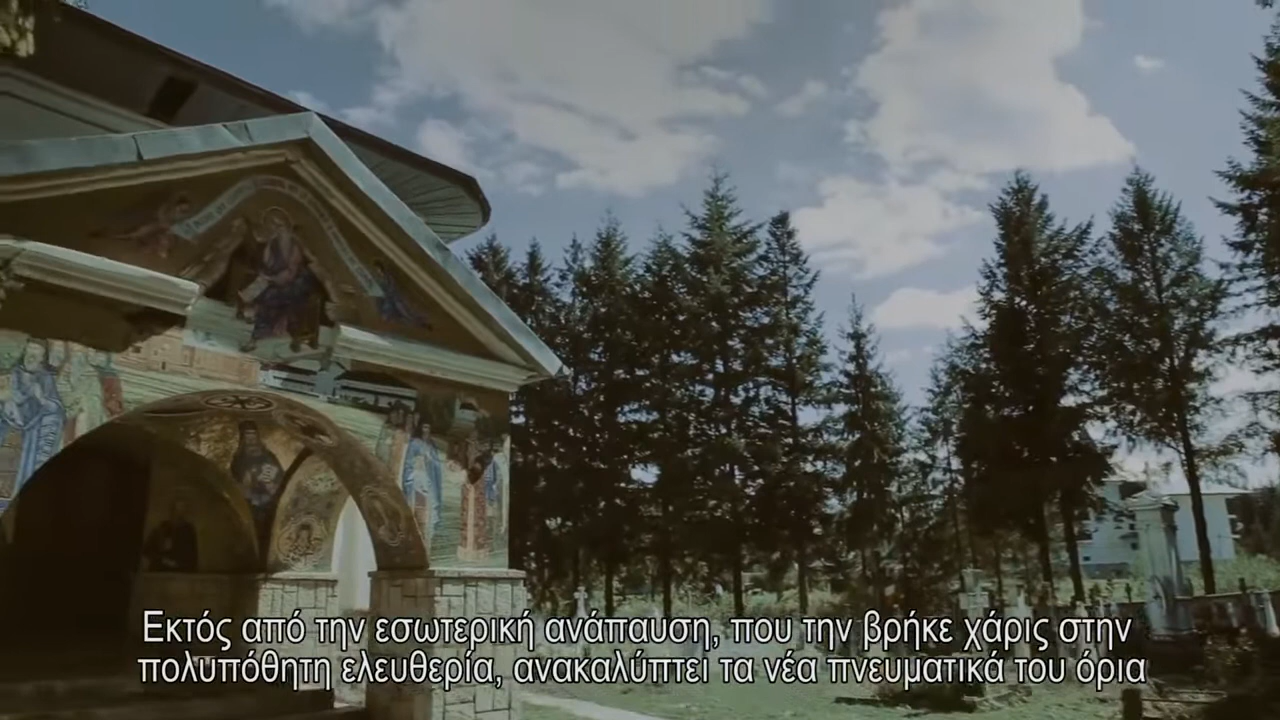 Εκτός από την εσωτερική ανάπαυση, που την βρήκε χάρις στην
πολυπόθητη ελευθερία, ανακαλύπτει τα νέα πνευματικά του όρια